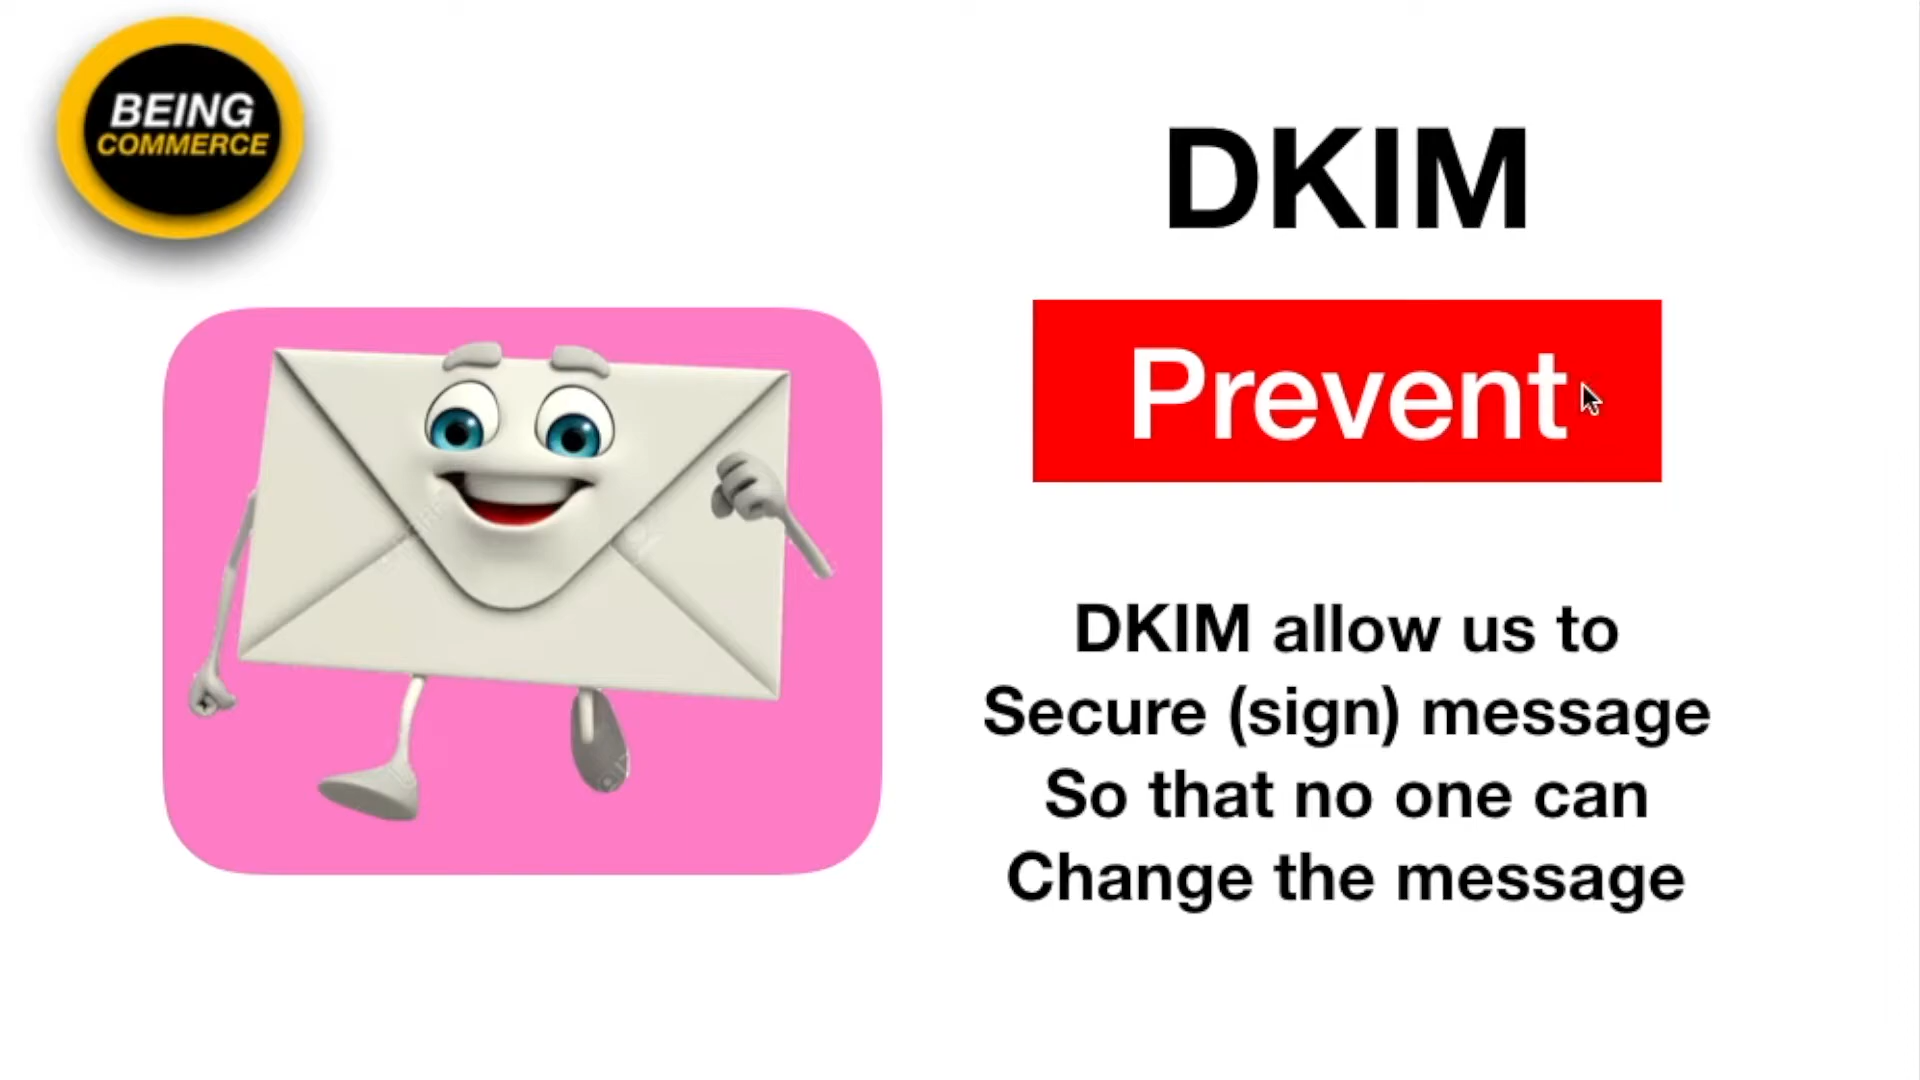 BEING
COMMERCE
DKIM
Prevent
DKIM allow us to
Secure (sign) message
So that no one can
Change the message